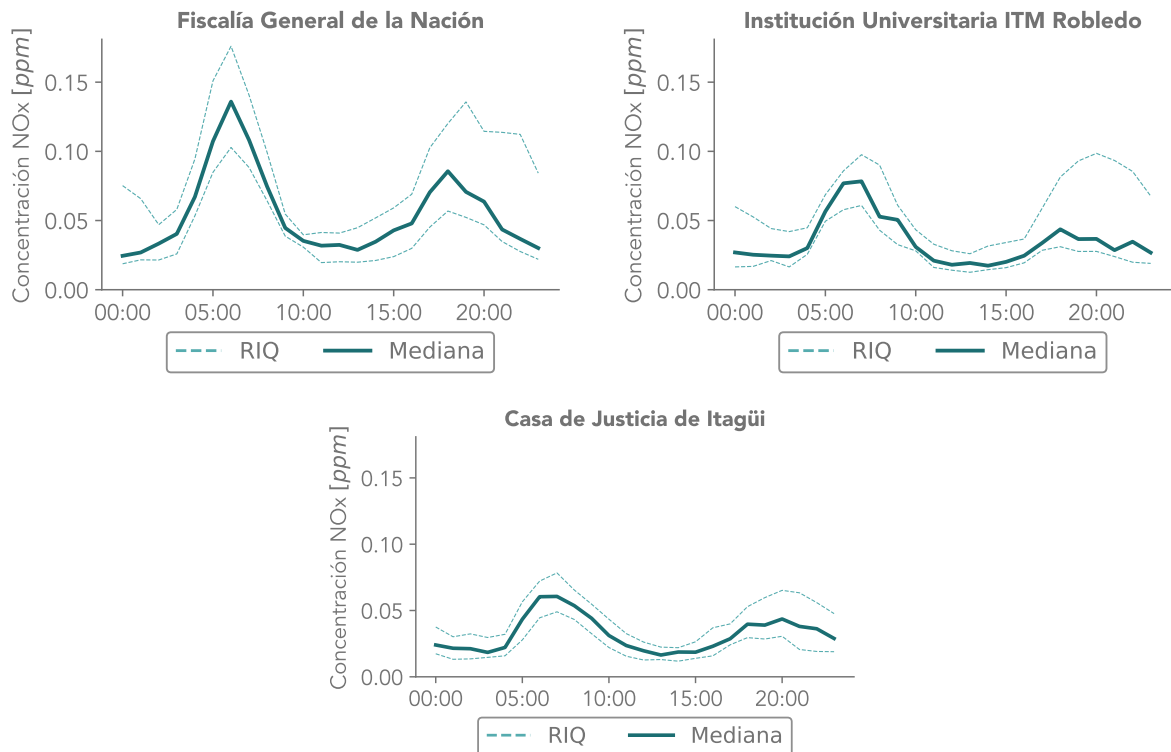 Fiscalía General de la Nación
Concentración NOx [ppm]
0.15
0.10
0.05
0.00
00:00 05:00 10:00 15:00 20:00
RIQ Mediana
Institución Universitaria ITM Robledo
Concentración NOx [ppm]
0.15
0.10
0.05
0.00
00:00 05:00 10:00 15:00 20:00
RIQ Mediana
Casa de Justicia de Itagüi
Concentración NOx [ppm]
0.15
0.10
0.05
0.00
00:00 05:00 10:00 15:00 20:00
RIQ Mediana